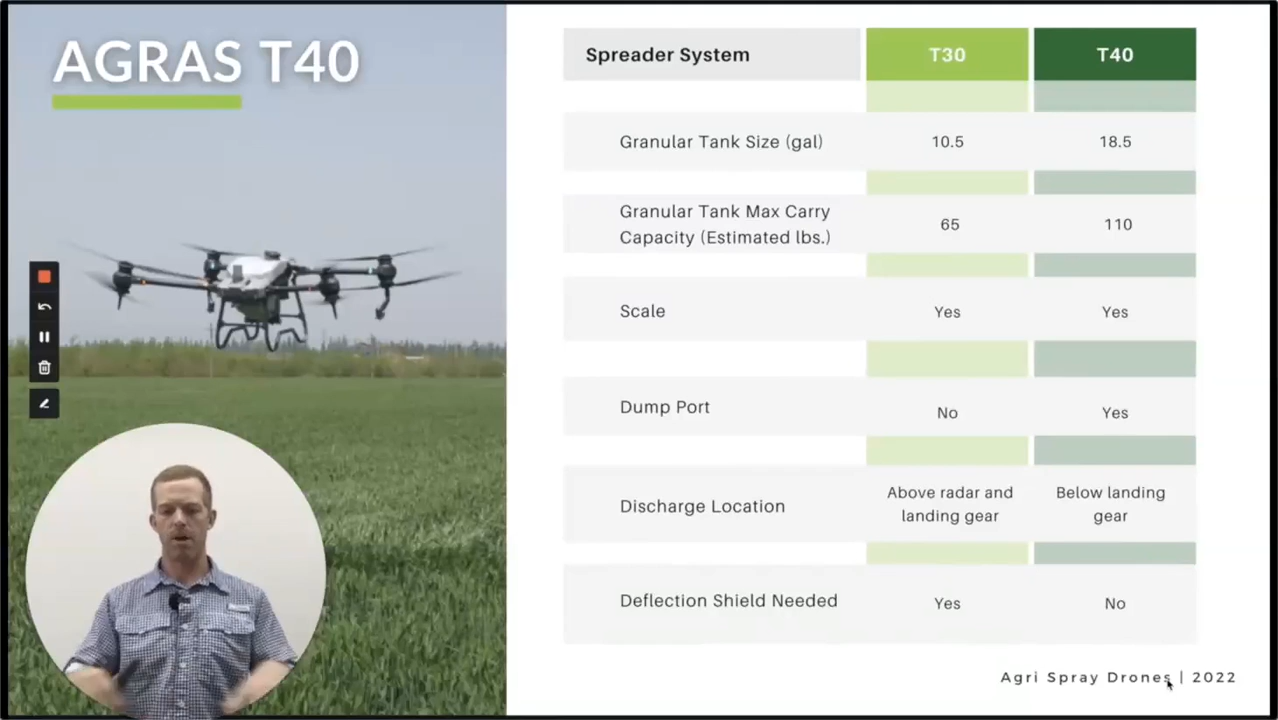 AGRAS T40
Spreader System T30 T40
Granular Tank Size (gal) 10.5 18.5
Granular Tank Max Carry
Capacity (Estimated lbs.) 65 110
Scale Yes Yes
Dump Port No Yes
Discharge Location Above radar and landing gear Below landing gear
Deflection Shield Needed Yes No
Agri Spray Drones | 2022